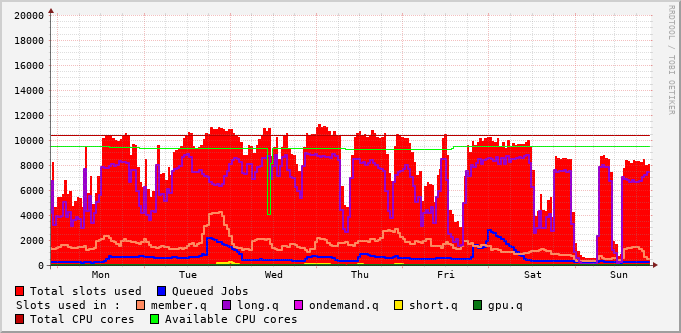 20000
18000
16000
14000
12000
10000
8000
6000
4000
2000
0
Mon Tue Wed Thu Fri Sat Sun
Total slots used Queued Jobs
Slots used in : member.q long.q ondemand.q short.q gpu.q
Total CPU cores Available CPU cores
RRDTOOL / TOBI OETIKER